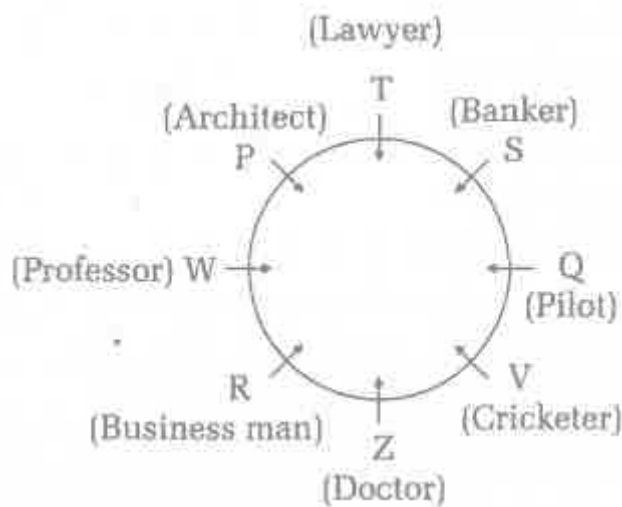 (Lawyer)
T
(Architect)
(Banker)
P
S
(Professor) W
Q
(Pilot)
R
V
(Business man)
(Cricketer)
Z
(Doctor)